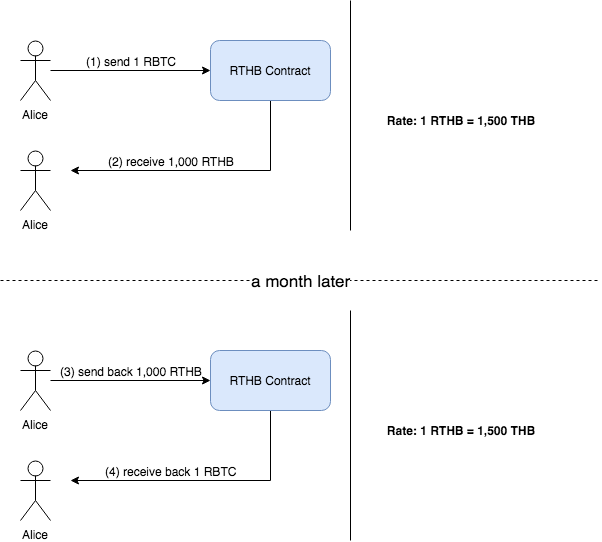 (1) send 1 RBTC
RTHB Contract
Alice
Rate: 1 RTHB = 1,500 THB
(2) receive 1,000 RTHB
Alice
a month later
(3) send back 1,000 RTHB
RTHB Contract
Alice
Rate: 1 RTHB = 1,500 THB
(4) receive back 1 RBTC
Alice